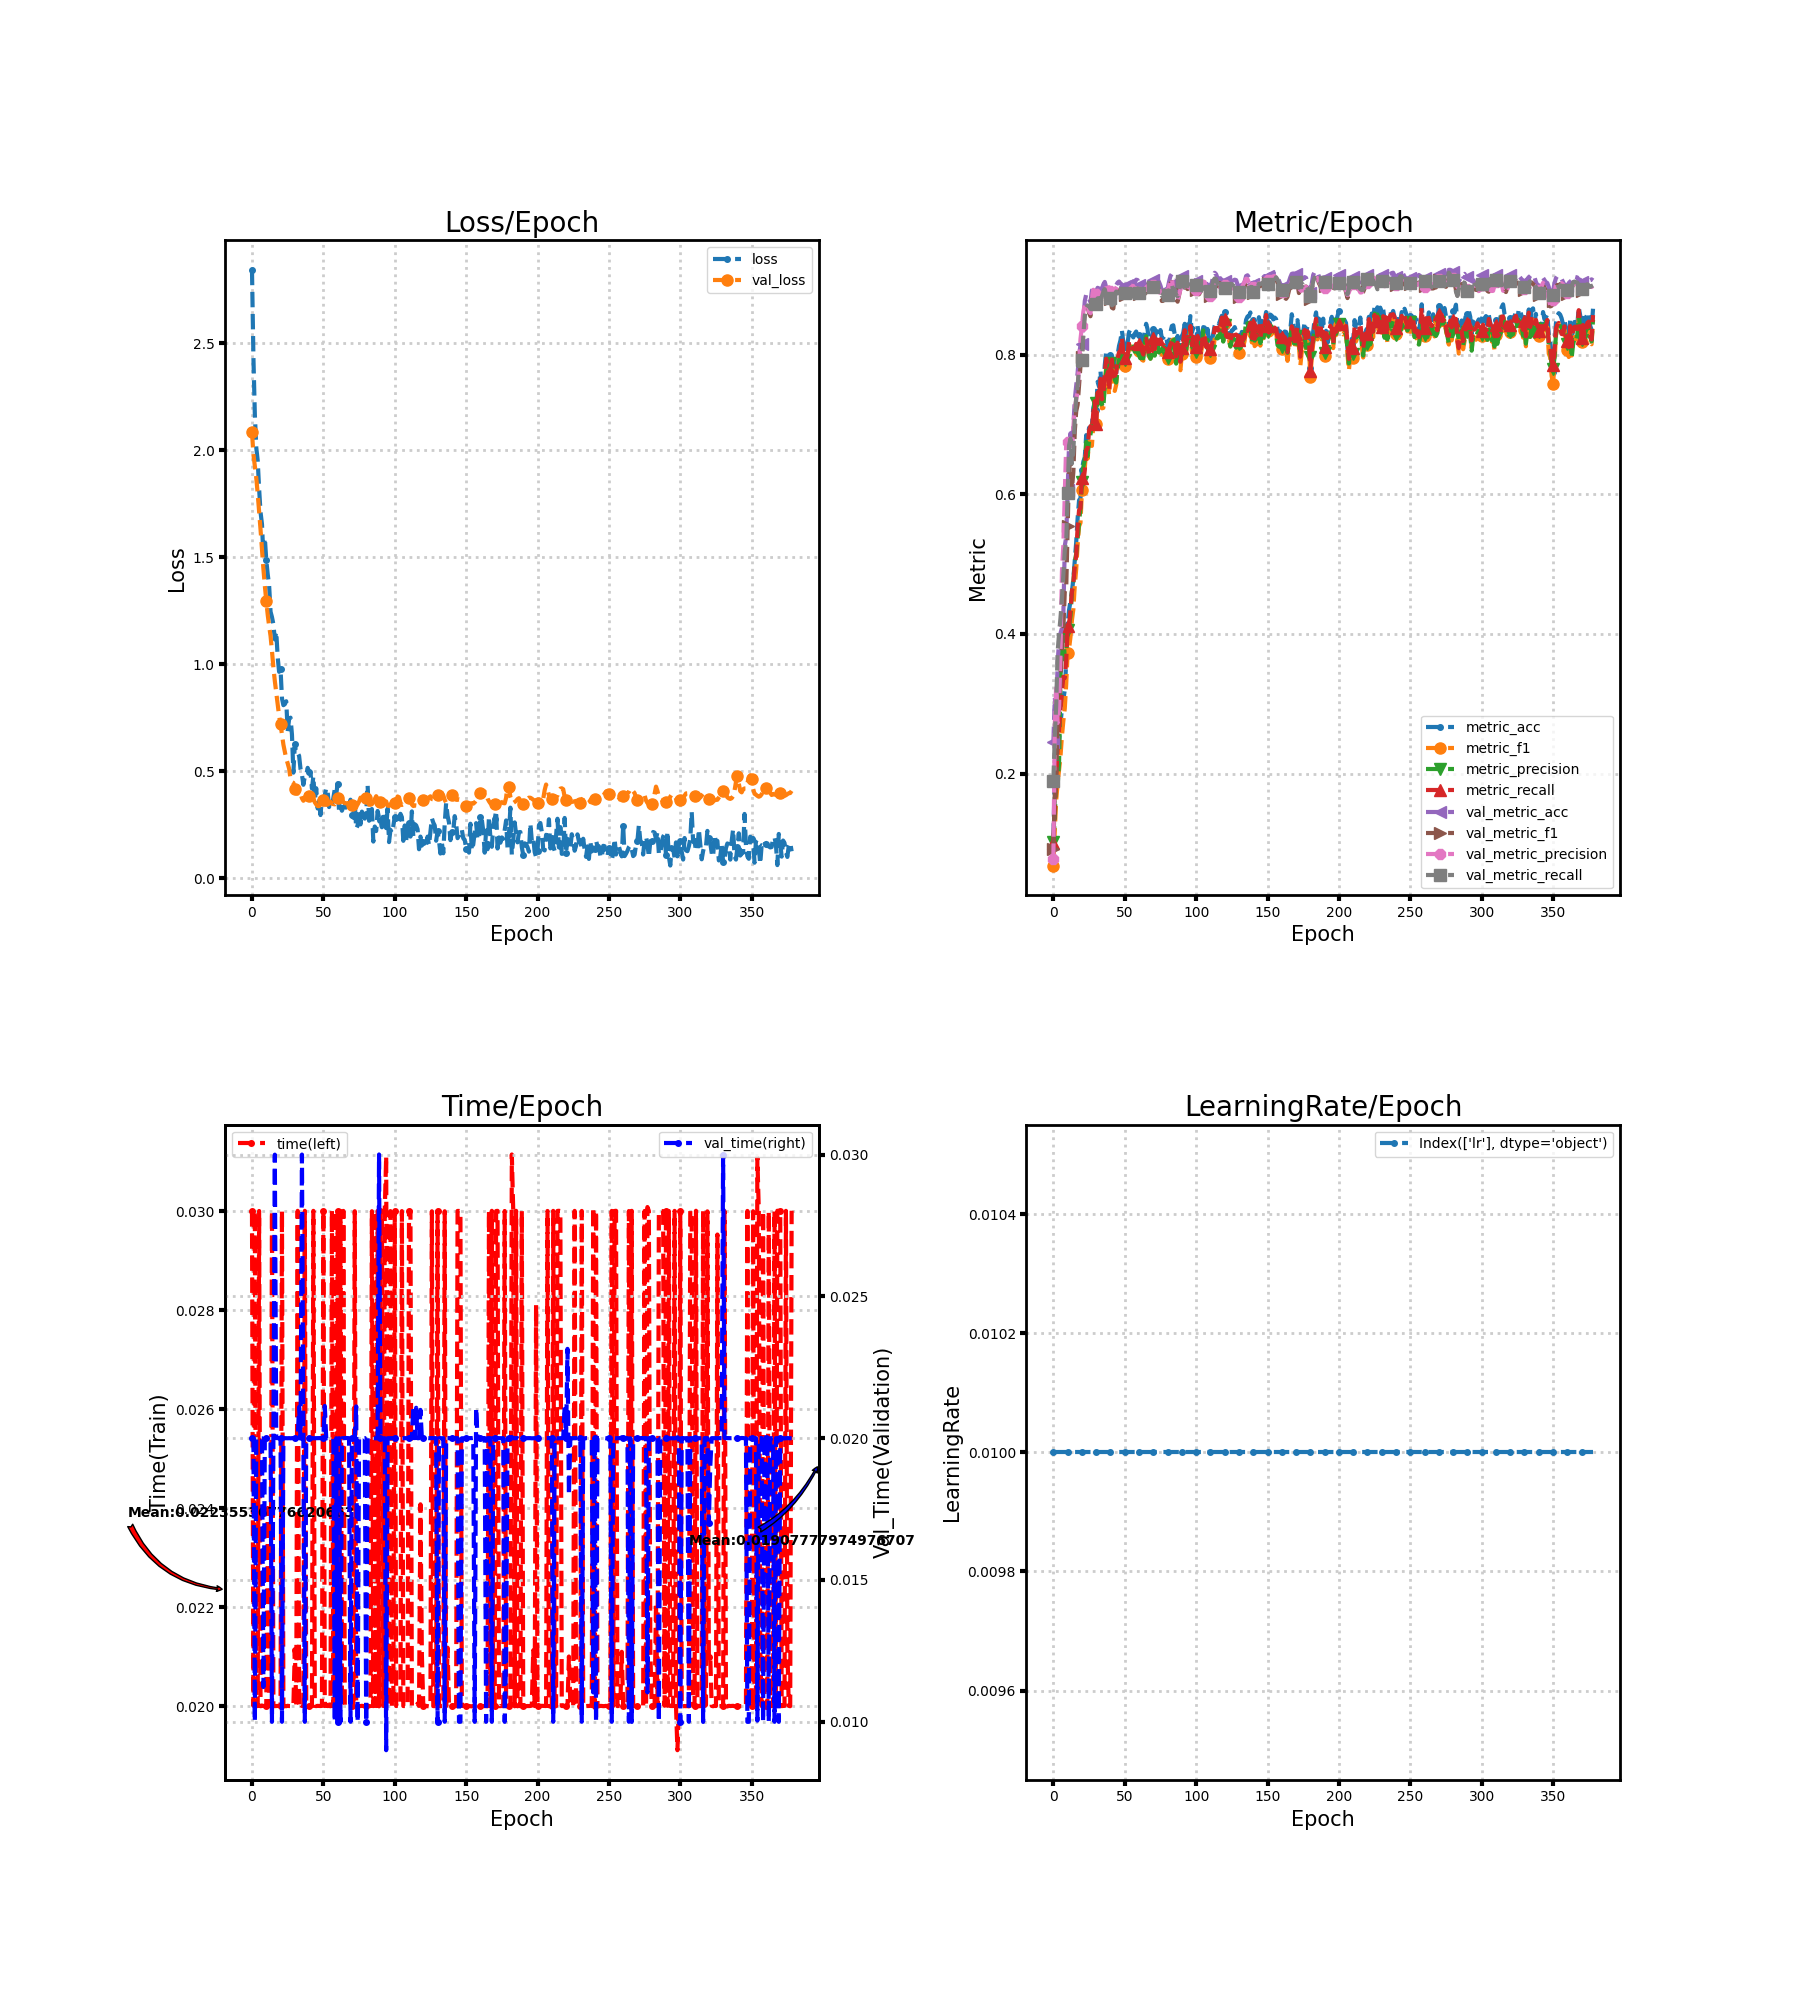 Loss/Epoch
loss
val_loss
2.5
2.0
1.5
1.0
0.5
0.0
Loss
0 50 100 150 200 250 300 350
Epoch
Metric/Epoch
0.8
0.6
0.4
0.2
Metric
metric_acc
metric_f1
metric_precision
metric_recall
val_metric_acc
val_metric_f1
val_metric_precision
val_metric_recall
0 50 100 150 200 250 300 350
Epoch
Time/Epoch
time(left)
val_time(right)
0.030
0.028
0.026
0.024
0.022
0.020
Time(Train)
0.030
0.025
0.020
0.015
0.010
Val_Time(Validation)
0 50 100 150 200 250 300 350
Epoch
LearningRate/Epoch
Index(['lr'], dtype='object')
0.0104
0.0102
0.0100
0.0098
0.0096
LearningRate
0 50 100 150 200 250 300 350
Epoch